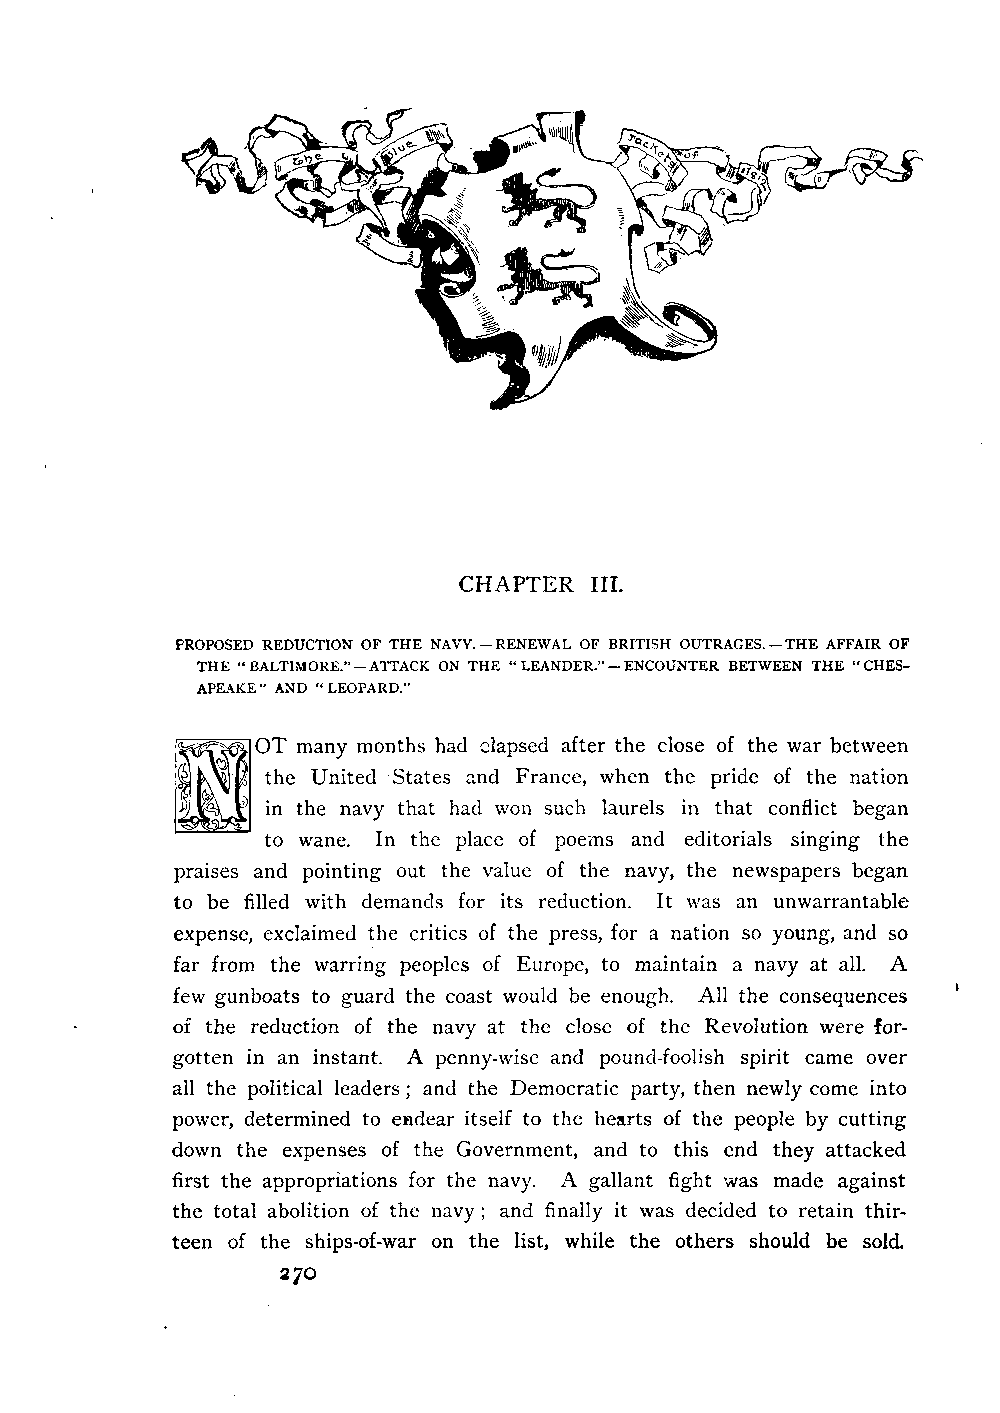 the blue
Jackets of
CHAPTER III.
PROPOSED REDUCTION OF THE NAVY.—RENEWAL OF BRITISH OUTRAGES.—THE AFFAIR OF
THE "BALTIMORE."—ATTACK ON THE "LEANDER."—ENCOUNTER BETWEEN THE "CHES-
APEAKE" AND "LEOPARD."
NOT many months had elapsed after the close of the war between
the United States and France, when the pride of the nation
in the navy that had won such laurels in that conflict began
to wane. In the place of poems and editorials singing the
praises and pointing out the value of the navy, the newspapers began
to be filled with demands for its reduction. It was an unwarrantable
expense, exclaimed the critics of the press, for a nation so young, and so
far from the warring peoples of Europe, to maintain a navy at all. A
few gunboats to guard the coast would be enough. All the consequences
of the reduction of the navy at the close of the Revolution were for-
gotten in an instant. A penny-wise and pound-foolish spirit came over
all the political leaders; and the Democratic party, then newly come into
power, determined to endear itself to the hearts of the people by cutting
down the expenses of the Government, and to this end they attacked
first the appropriations for the navy. A gallant fight was made against
the total abolition of the navy; and finally it was decided to retain thir-
teen of the ships-of-war on the list, while the others should be sold.
270